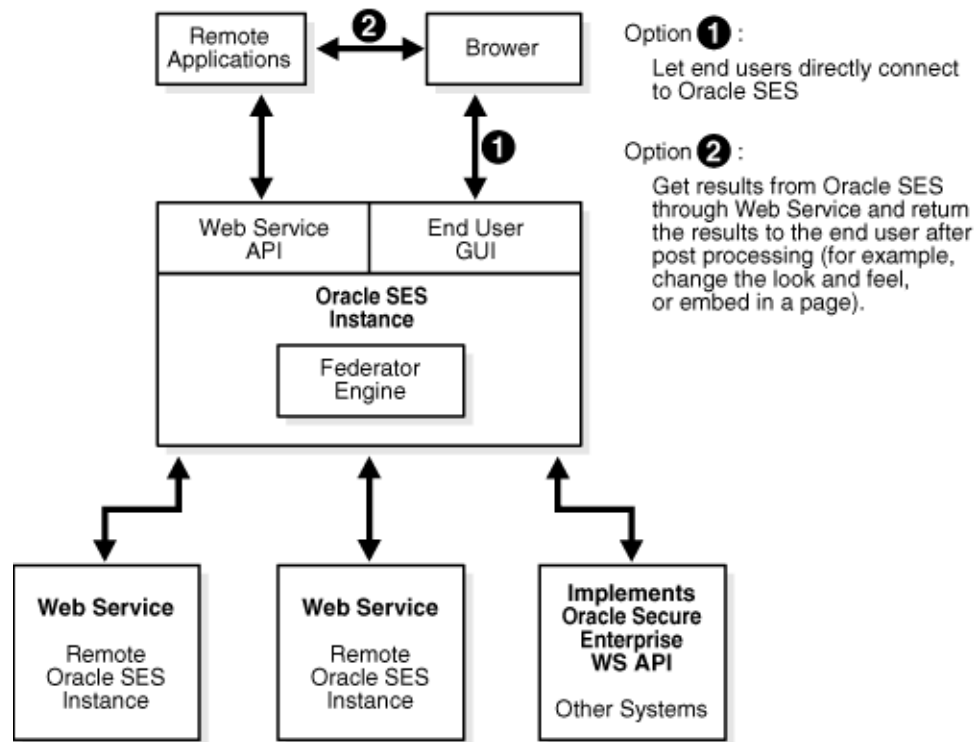 Remote
Applications
2
Brower
1
Web Service
API
End User
GUI
Oracle SES
Instance
Federator
Engine
Web Service
Remote
Oracle SES
Instance
Web Service
Remote
Oracle SES
Instance
Implements
Oracle Secure
Enterprise
WS API
Other Systems
Option 1 :
Let end users directly connect
to Oracle SES
Option 2 :
Get results from Oracle SES
through Web Service and return
the results to the end user after
post processing (for example,
change the look and feel,
or embed in a page).